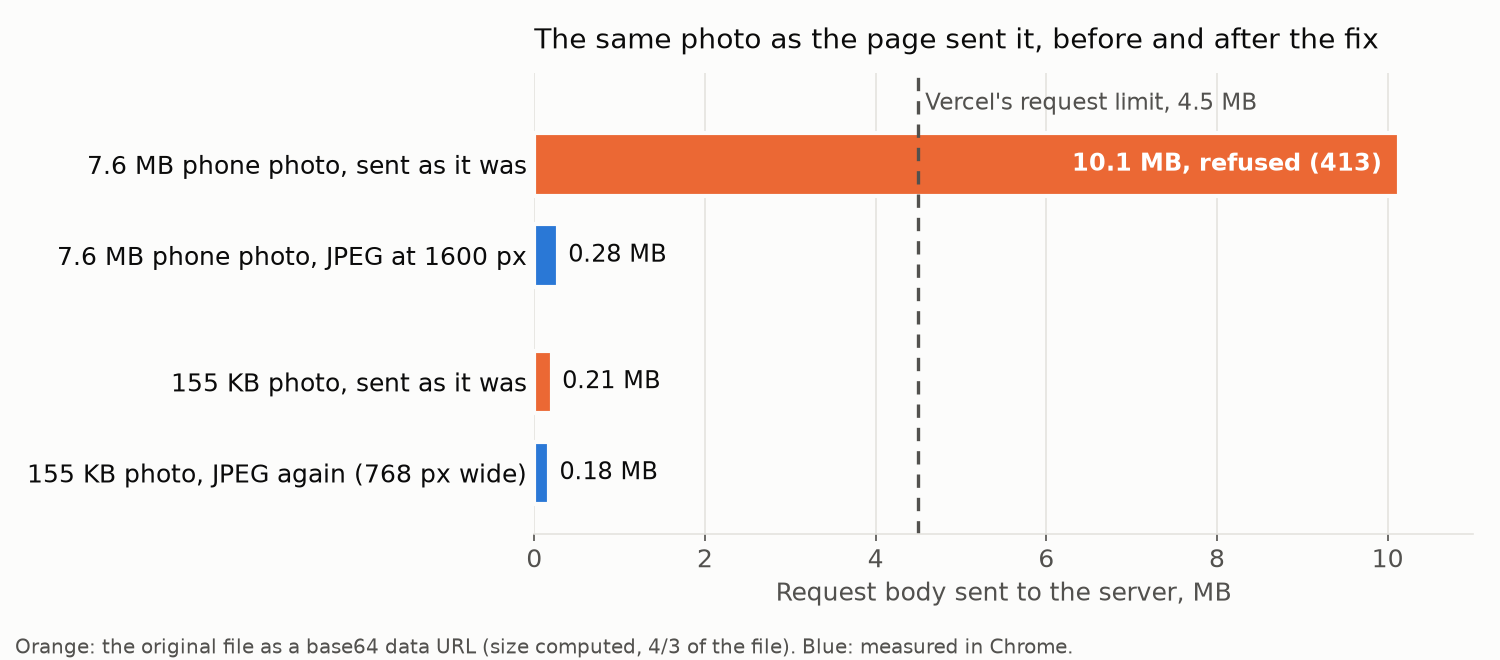 The same photo as the page sent it, before and after the fix
Vercel's request limit, 4.5 MB
7.6 MB phone photo, sent as it was
10.1 MB, refused (413)
7.6 MB phone photo, JPEG at 1600 px
0.28 MB
155 KB photo, sent as it was
0.21 MB
155 KB photo, JPEG again (768 px wide)
0.18 MB
0 2 4 6 8 10
Request body sent to the server, MB
Orange: the original file as a base64 data URL (size computed, 4/3 of the file). Blue: measured in Chrome.